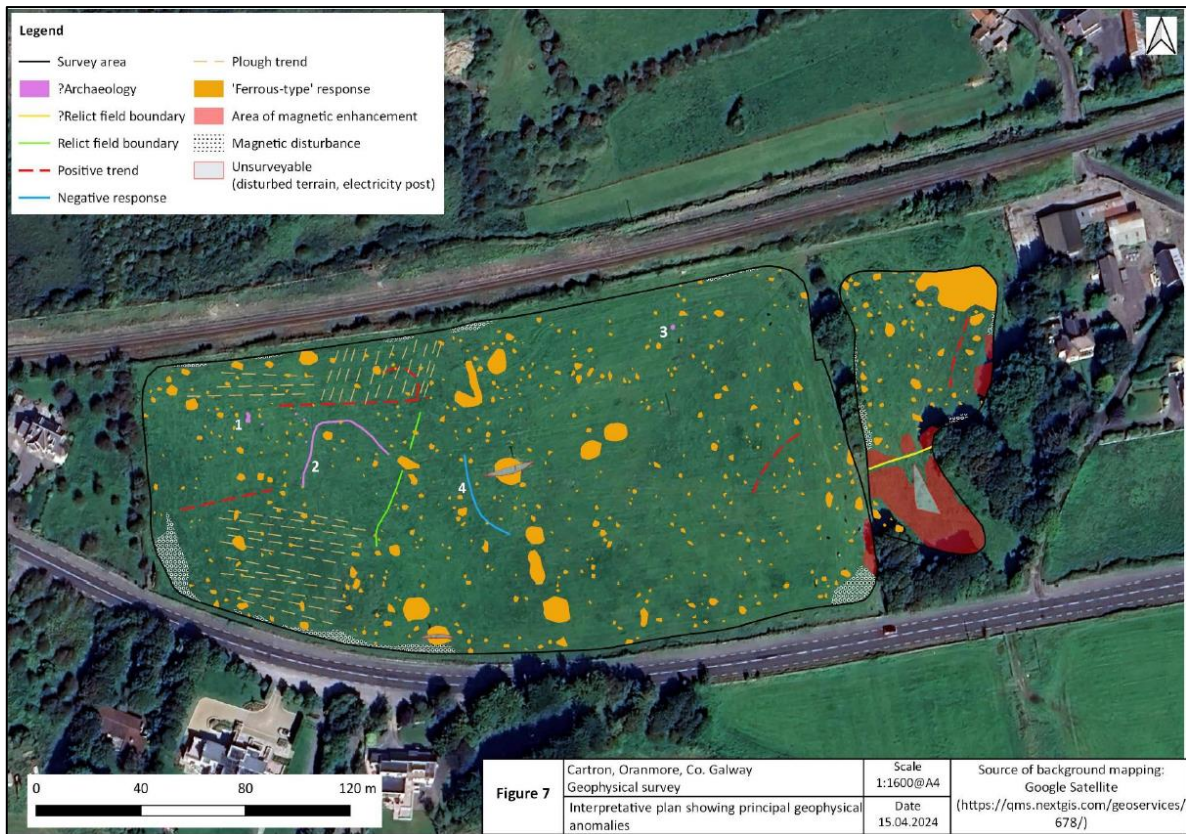 Legend
Survey area
?Archaeology
?Relict field boundary
Relict field boundary
Positive trend
Negative response
Plough trend
'Ferrous-type' response
Area of magnetic enhancement
Magnetic disturbance
Unsurveyable
(disturbed terrain, electricity post)
3
1
2
4
0 40 80 120 m
Figure 7
Cartron, Oranmore, Co. Galway
Geophysical survey
Interpretative plan showing principal geophysical
anomalies
Scale
1:1600@A4
Date
15.04.2024
Source of background mapping:
Google Satellite
(https://qms.nextgis.com/geoservices/
678/)